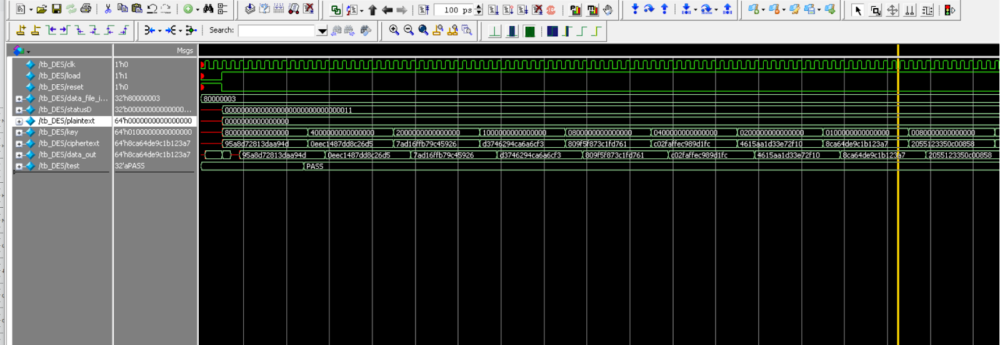 100 ps
Search:
Msgs
/tb_DES/clk 1'h0
/tb_DES/load 1'h1
/tb_DES/reset 1'h0
/tb_DES/data_file_i... 32'h80000003 80000003
/tb_DES/statusD 32'b00000000000000... 00000000000000000000000000000011
/tb_DES/plaintext 64'h0000000000000000 0000000000000000
/tb_DES/key 64'h0100000000000000 8000000000000000 4000000000000000 2000000000000000 1000000000000000 0800000000000000 0400000000000000 0200000000000000 0100000000000000 0080000000000000
/tb_DES/ciphertext 64'h8ca64de9c1b123a7 95a8d72813daa94d 0eec1487dd8c26d5 7ad16ffb79c45926 d3746294ca6a6cf3 809f5f873c1fd761 c02faffec989d1fc 4615aa1d33e72f10 8ca64de9c1b123a7 2055123350c00858
/tb_DES/data_out 64'h8ca64de9c1b123a7 95a8d72813daa94d 0eec1487dd8c26d5 7ad16ffb79c45926 d3746294ca6a6cf3 809f5f873c1fd761 c02faffec989d1fc 4615aa1d33e72f10 8ca64de9c1b123a7 2055123350c00858
/tb_DES/test 32'aPASS PASS